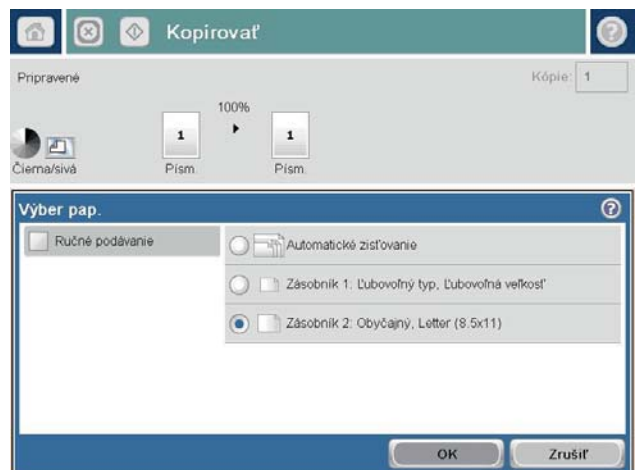 Kopírovať
Pripravené
Kópie: 1
100%
1 1
Čierna/sivá Písm. Písm.
Výber pap.
Ručné podávanie
Automatické zisťovanie
Zásobník 1: Ľubovoľný typ, Ľubovoľná veľkosť
Zásobník 2: Obyčajný, Letter (8.5x11)
OK Zrušiť